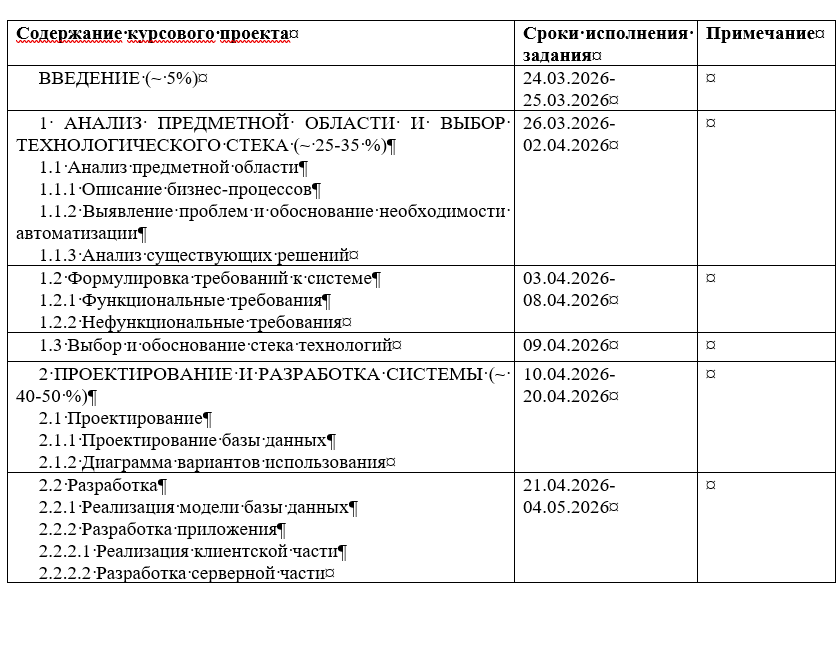 Содержание курсового проекта
Сроки исполнения
задания
Примечание
ВВЕДЕНИЕ (~ 5%)
24.03.2026-
25.03.2026
1 АНАЛИЗ ПРЕДМЕТНОЙ ОБЛАСТИ И ВЫБОР
ТЕХНОЛОГИЧЕСКОГО СТЕКА (~ 25-35 %)
1.1 Анализ предметной области
1.1.1 Описание бизнес-процессов
1.1.2 Выявление проблем и обоснование необходимости
автоматизации
1.1.3 Анализ существующих решений
26.03.2026-
02.04.2026
1.2 Формулировка требований к системе
1.2.1 Функциональные требования
1.2.2 Нефункциональные требования
03.04.2026-
08.04.2026
1.3 Выбор и обоснование стека технологий
09.04.2026
2 ПРОЕКТИРОВАНИЕ И РАЗРАБОТКА СИСТЕМЫ (~
40-50 %)
2.1 Проектирование
2.1.1 Проектирование базы данных
2.1.2 Диаграмма вариантов использования
10.04.2026-
20.04.2026
2.2 Разработка
2.2.1 Реализация модели базы данных
2.2.2 Разработка приложения
2.2.2.1 Реализация клиентской части
2.2.2.2 Разработка серверной части
21.04.2026-
04.05.2026